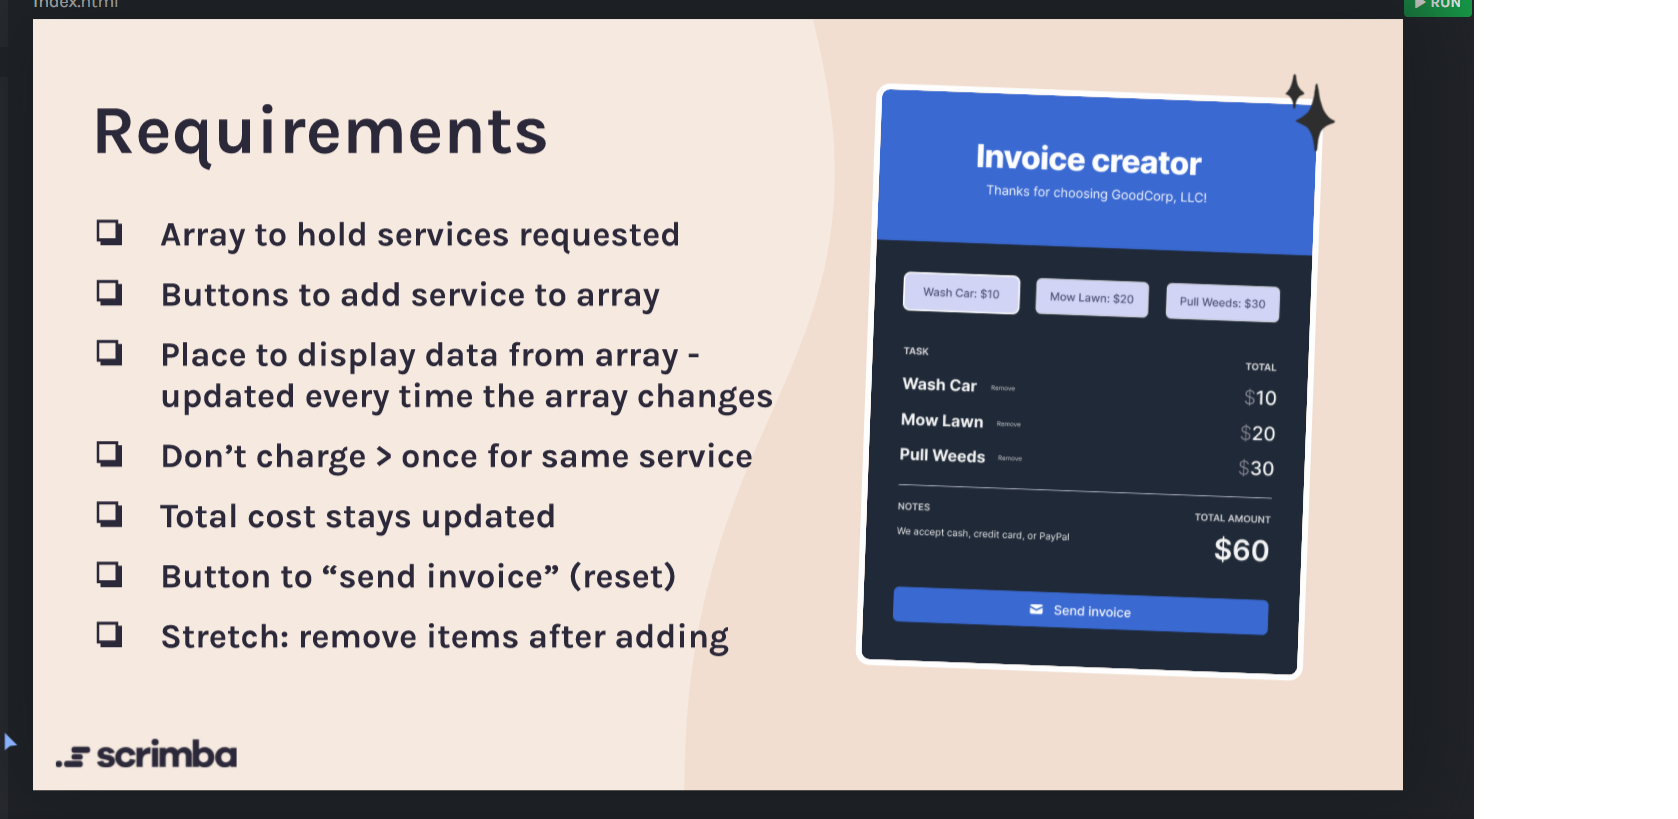 index.html
RUN
Requirements
Array to hold services requested
Buttons to add service to array
Place to display data from array -
updated every time the array changes
Don’t charge > once for same service
Total cost stays updated
Button to “send invoice” (reset)
Stretch: remove items after adding
scrimba
Invoice creator
Thanks for choosing GoodCorp, LLC!
Wash Car: $10 Mow Lawn: $20 Pull Weeds: $30
TASK TOTAL
Wash Car Remove $10
Mow Lawn Remove $20
Pull Weeds Remove $30
NOTES TOTAL AMOUNT
We accept cash, credit card, or PayPal $60
Send invoice